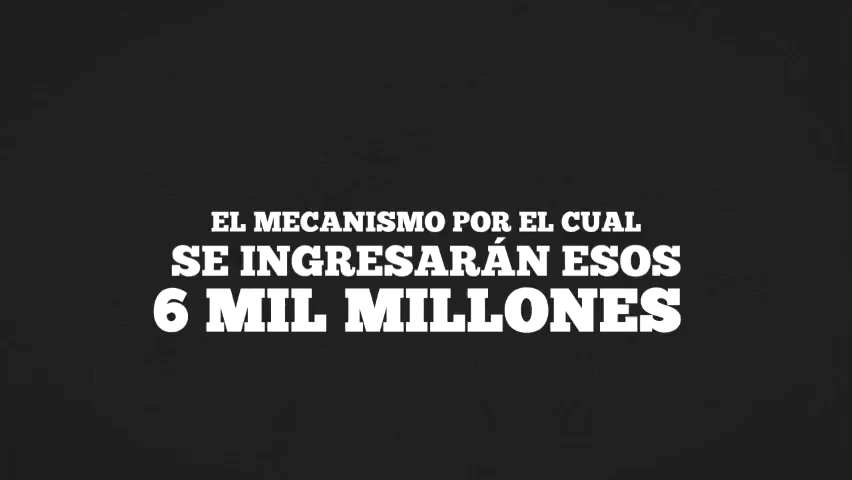 EL MECANISMO POR EL CUAL
SE INGRESARÁN ESOS
6 MIL MILLONES